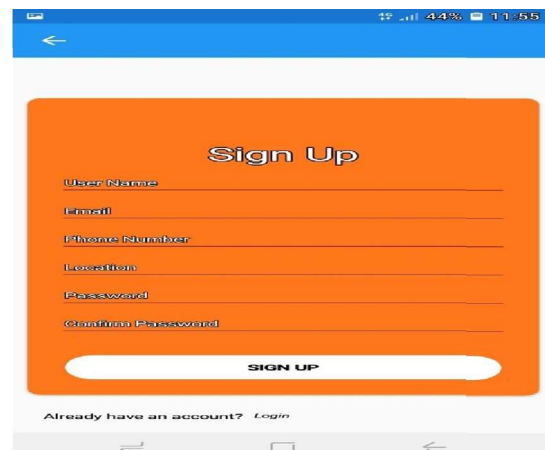 44% 11:55
Sign Up
User Name
Email
Phone Number
Location
Password
Confirm Password
SIGN UP
Already have an account? Login